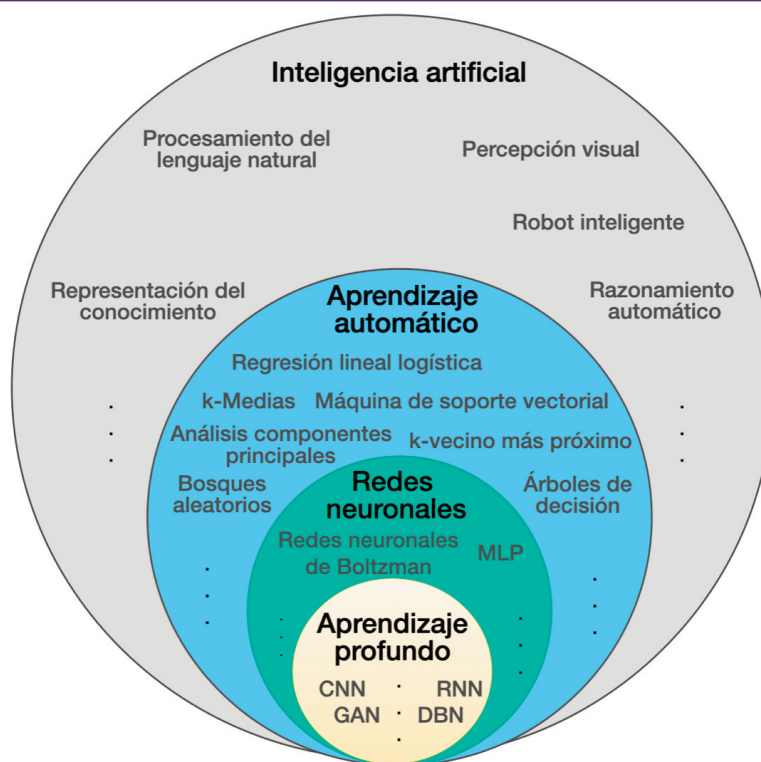 Inteligencia artificial
Procesamiento del
lenguaje natural
Percepción visual
Robot inteligente
Representación del
conocimiento
Razonamiento
automático
Aprendizaje
automático
Regresión lineal logística
k-Medias
Máquina de soporte vectorial
Análisis componentes
principales
k-vecino más próximo
Bosques
aleatorios
Árboles de
decisión
Redes
neuronales
Redes neuronales
de Boltzman
MLP
Aprendizaje
profundo
CNN
RNN
GAN
DBN